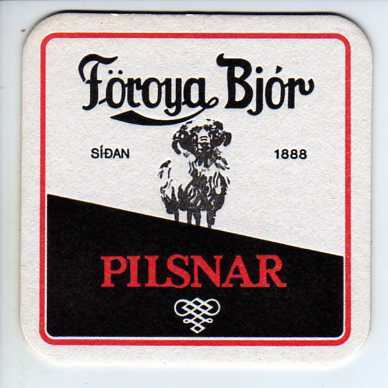 Föroya Bjór
SÍÐAN 1888
PILSNAR